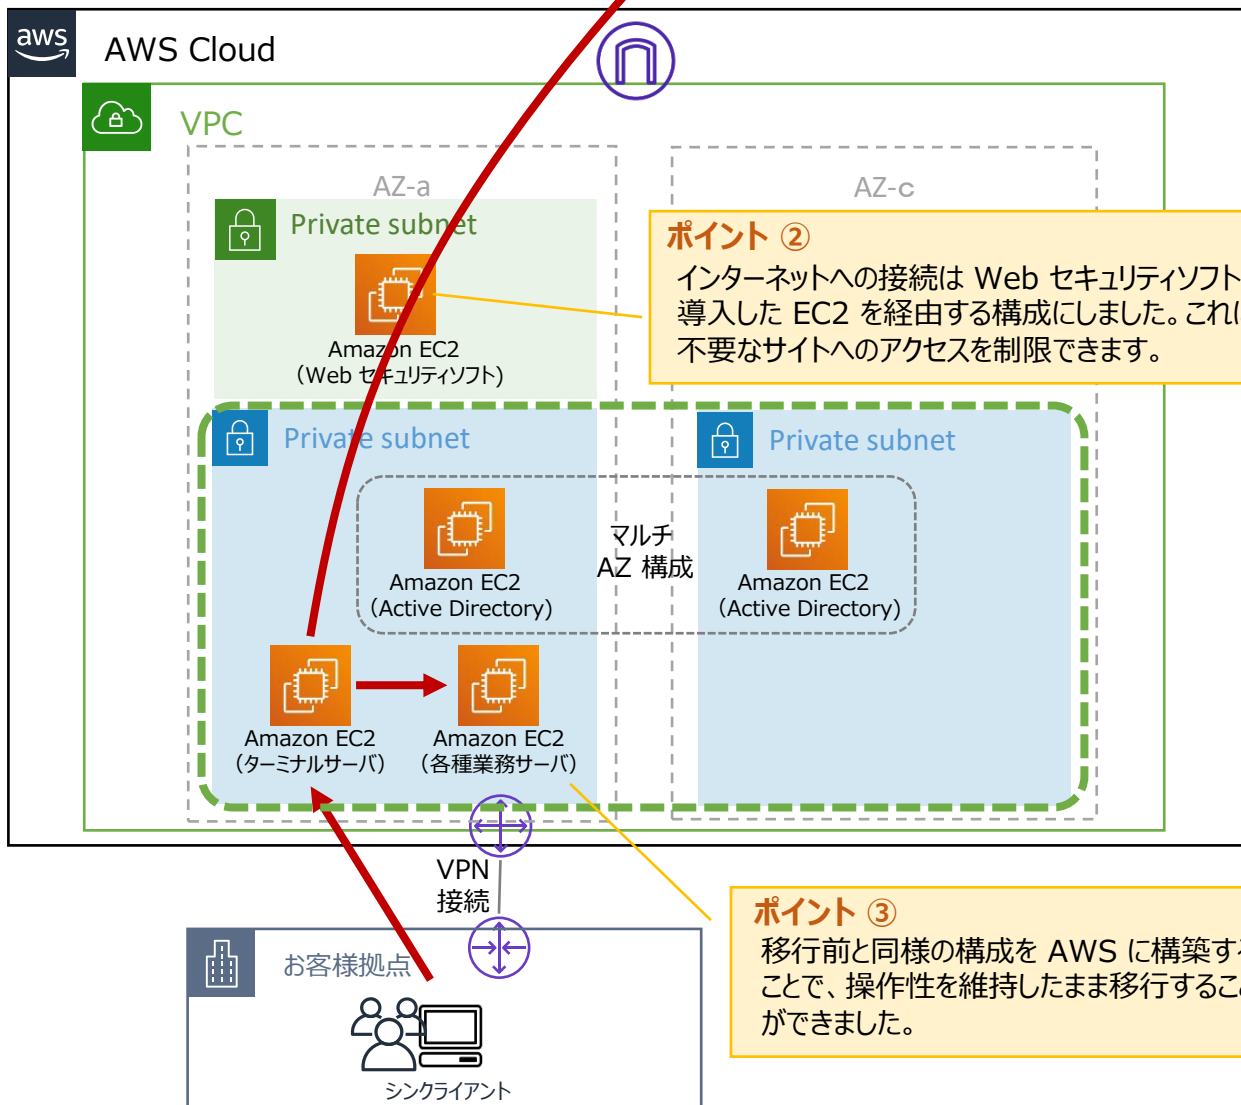 aws
AWS Cloud
VPC
AZ-a
AZ-c
Private subnet
Amazon EC2
（Web セキュリティソフト）
ポイント ②
インターネットへの接続は Web セキュリティソフト
導入した EC2 を経由する構成にしました。これ
不要なサイトへのアクセスを制限できます。
Private subnet
Private subnet
Amazon EC2
（Active Directory）
マルチ
AZ 構成
Amazon EC2
（Active Directory）
Amazon EC2
（ターミナルサーバ）
Amazon EC2
（各種業務サーバ）
VPN
接続
お客様拠点
シンクライアント
ポイント ③
移行前と同様の構成を AWS に構築する
ことで、操作性を維持したまま移行すること
ができました。